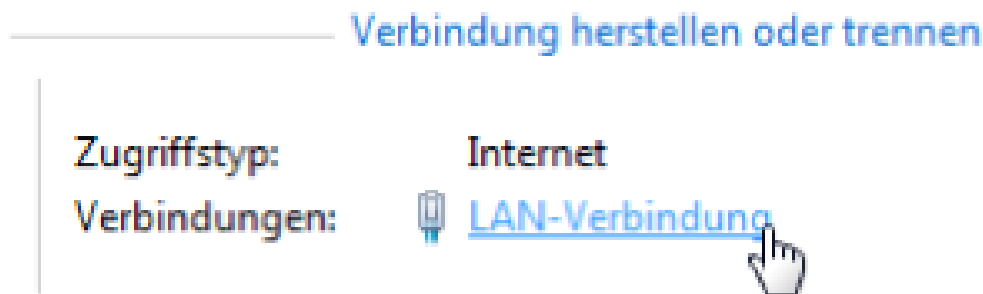 Verbindung herstellen oder trennen
Zugriffstyp: Internet
Verbindungen: LAN-Verbindung